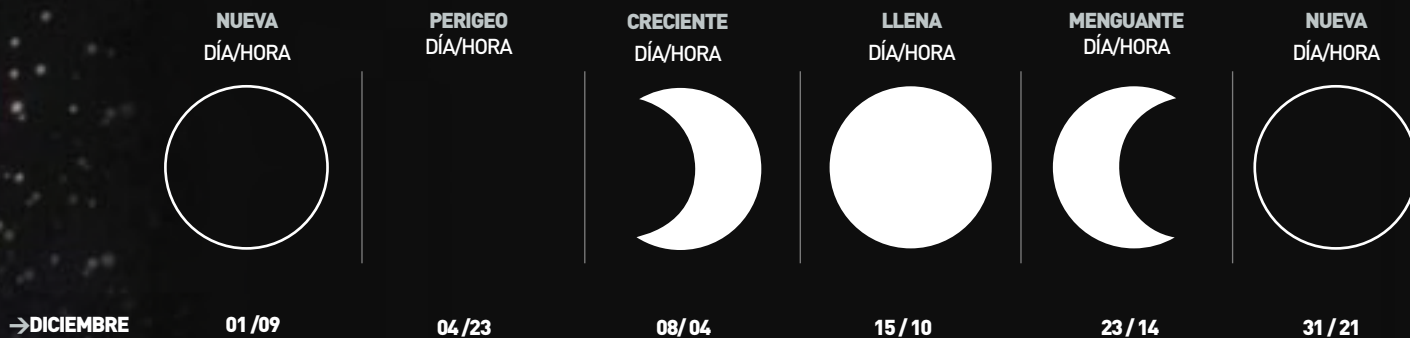 NUEVA
DÍA/HORA
PERIGEO
DÍA/HORA
CRECIENTE
DÍA/HORA
LLENA
DÍA/HORA
MENGUANTE
DÍA/HORA
NUEVA
DÍA/HORA
→DICIEMBRE 01 /09 04 /23 08/ 04 15 / 10 23 / 14 31 / 21